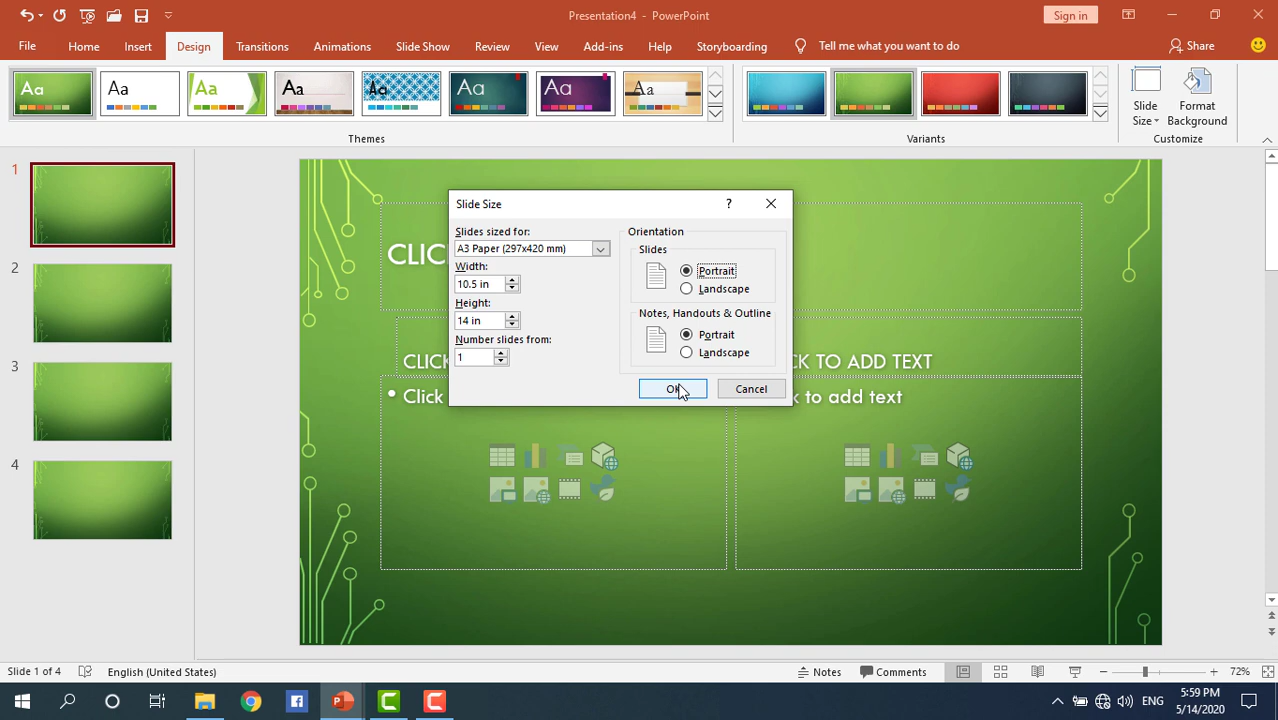 Presentation4 - PowerPoint
Sign in
File Home Insert Design Transitions Animations Slide Show Review View Add-ins Help Storyboarding Tell me what you want to do Share
Aa Aa Aa Aa Aa Aa Aa Aa
Slide Size
Format Background
Themes
Variants
Customize
1
2
3
4
CLIC
CLICK
CK TO ADD TEXT
• Click
k to add text
Slide Size
?
Slides sized for:
A3 Paper (297x420 mm)
Width:
10.5 in
Height:
14 in
Number slides from:
1
Orientation
Slides
Portrait
Landscape
Notes, Handouts & Outline
Portrait
Landscape
OK
Cancel
Slide 1 of 4
English (United States)
Notes
Comments
72%
ENG
5:59 PM
5/14/2020